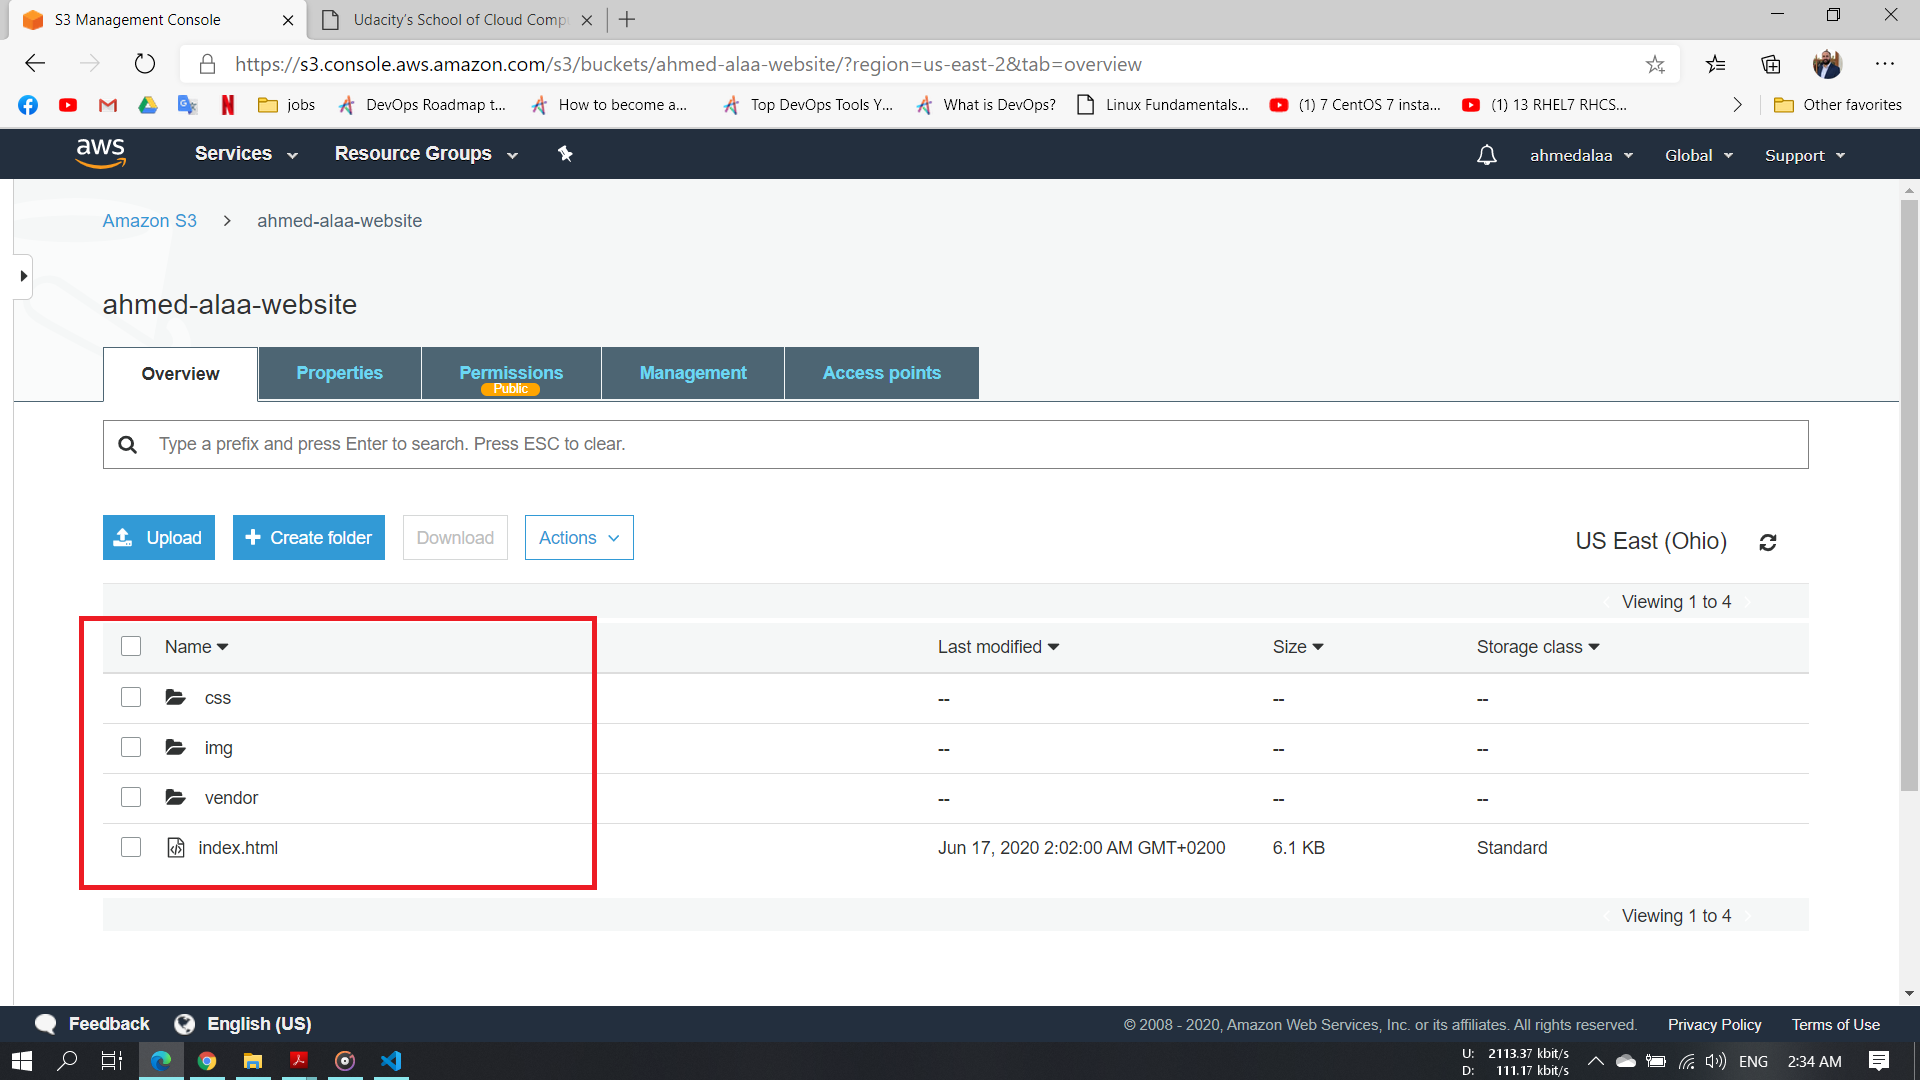 S3 Management Console
Udacity's School of Cloud Comp
https://s3.console.aws.amazon.com/s3/buckets/ahmed-alaa-website/?region=us-east-2&tab=overview
jobs
DevOps Roadmap t...
How to become a...
Top DevOps Tools Y...
What is DevOps?
Linux Fundamentals...
(1) 7 CentOS 7 insta...
(1) 13 RHEL7 RHCS...
Other favorites
aws
Services
Resource Groups
ahmedalaa
Global
Support
Amazon S3
ahmed-alaa-website
ahmed-alaa-website
Overview
Properties
Permissions
Public
Management
Access points
Type a prefix and press Enter to search. Press ESC to clear.
Upload
+ Create folder
Download
Actions
US East (Ohio)
Viewing 1 to 4
Name
Last modified
Size
Storage class
css
--
--
--
img
--
--
--
vendor
--
--
--
index.html
Jun 17, 2020 2:02:00 AM GMT+0200
6.1 KB
Standard
Viewing 1 to 4
Feedback
English (US)
© 2008 - 2020, Amazon Web Services, Inc. or its affiliates. All rights reserved.
Privacy Policy
Terms of Use
U: 2113.37 kbit/s
D: 111.17 kbit/s
ENG
2:34 AM